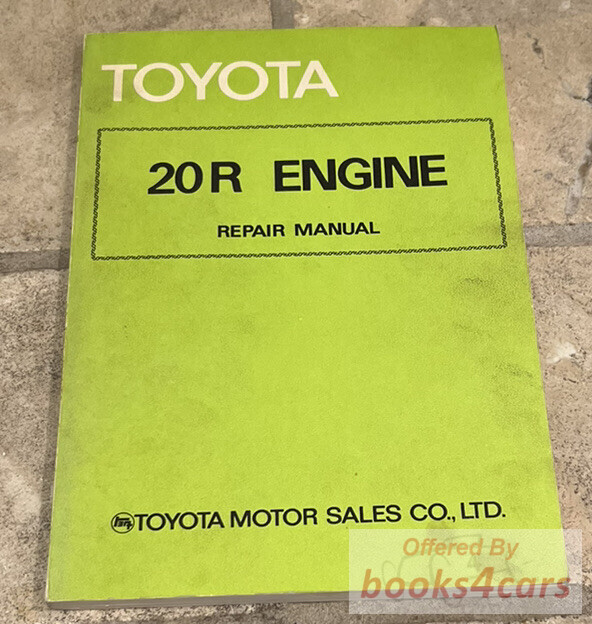 TOYOTA
20R ENGINE
REPAIR MANUAL
TOYOTA MOTOR SALES CO., LTD.
Offered By
books4cars